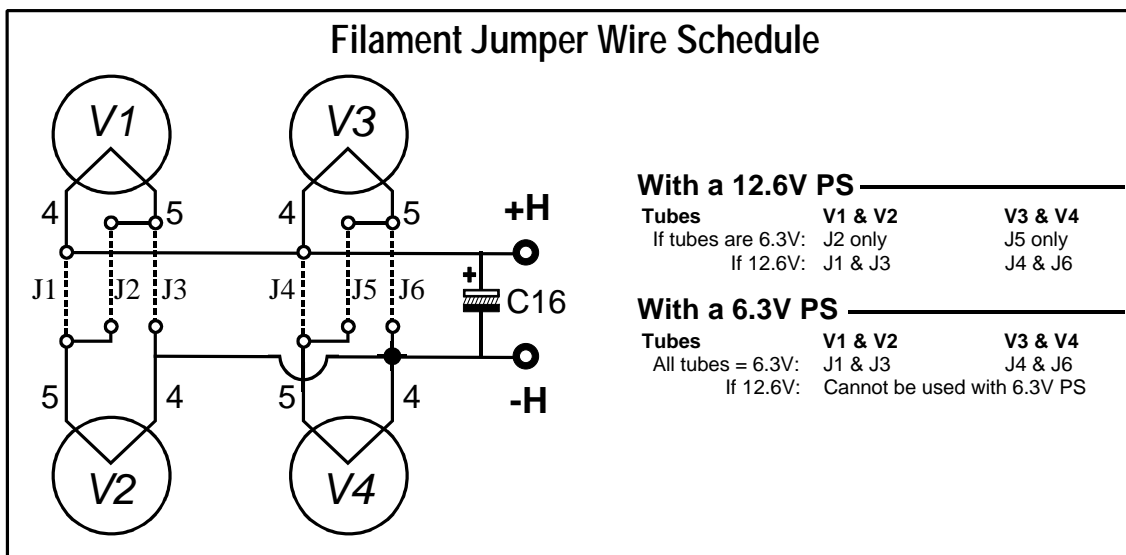 Filament Jumper Wire Schedule
V1
V3
4
5
4
5
+H
J1
J2
J3
J4
J5
J6
+
C16
5
4
5
4
-H
V2
V4
With a 12.6V PS
Tubes V1 & V2 V3 & V4
If tubes are 6.3V: J2 only J5 only
If 12.6V: J1 & J3 J4 & J6
With a 6.3V PS
Tubes V1 & V2 V3 & V4
All tubes = 6.3V: J1 & J3 J4 & J6
If 12.6V: Cannot be used with 6.3V PS